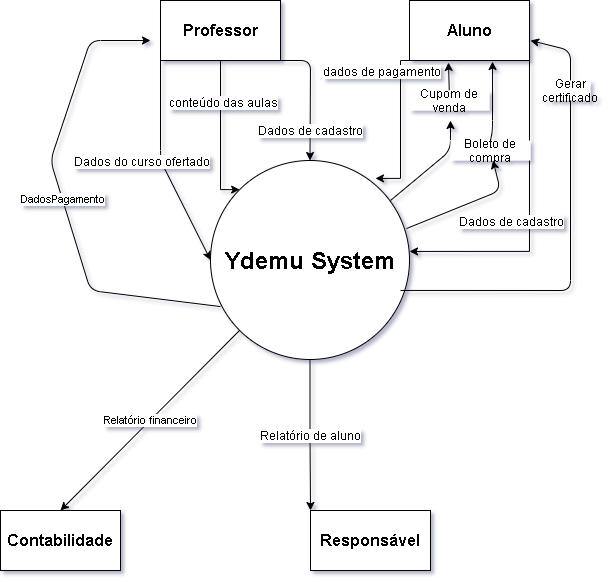 Professor
Aluno
dados de pagamento
Gerar
certificado
Cupom de
venda
conteúdo das aulas
Dados de cadastro
Boleto de
compra
Dados do curso ofertado
DadosPagamento
Dados de cadastro
Ydemu System
Relatório financeiro
Relatório de aluno
Contabilidade
Responsável